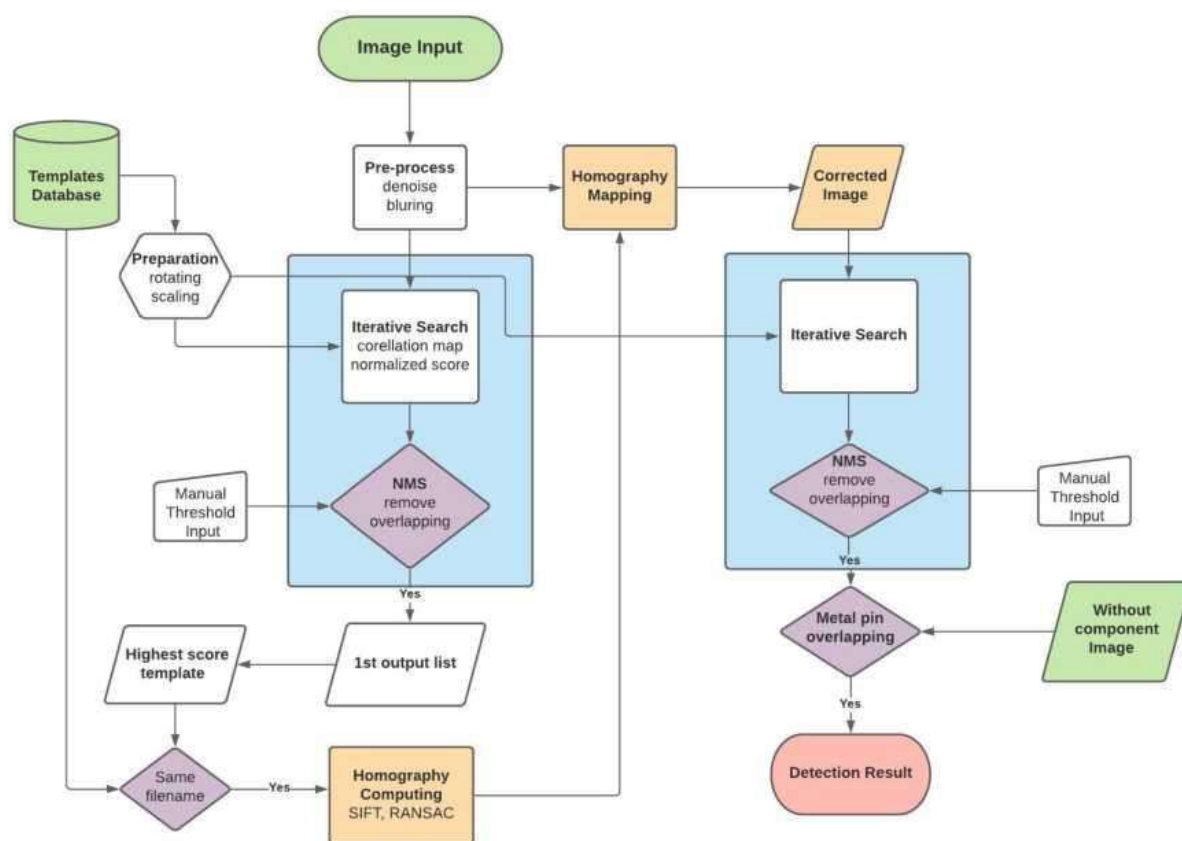 Image Input
Templates
Database
Pre-process
denoise
bluring
Homography
Mapping
Corrected
Image
Preparation
rotating
scaling
Iterative Search
corellation map
normalized score
Iterative Search
NMS
remove
overlapping
Manual
Threshold
Input
NMS
remove
overlapping
Manual
Threshold
Input
Yes
Yes
Highest score
template
1st output list
Metal pin
overlapping
Without
component
Image
Yes
Same
filename
Yes
Homography
Computing
SIFT, RANSAC
Detection Result